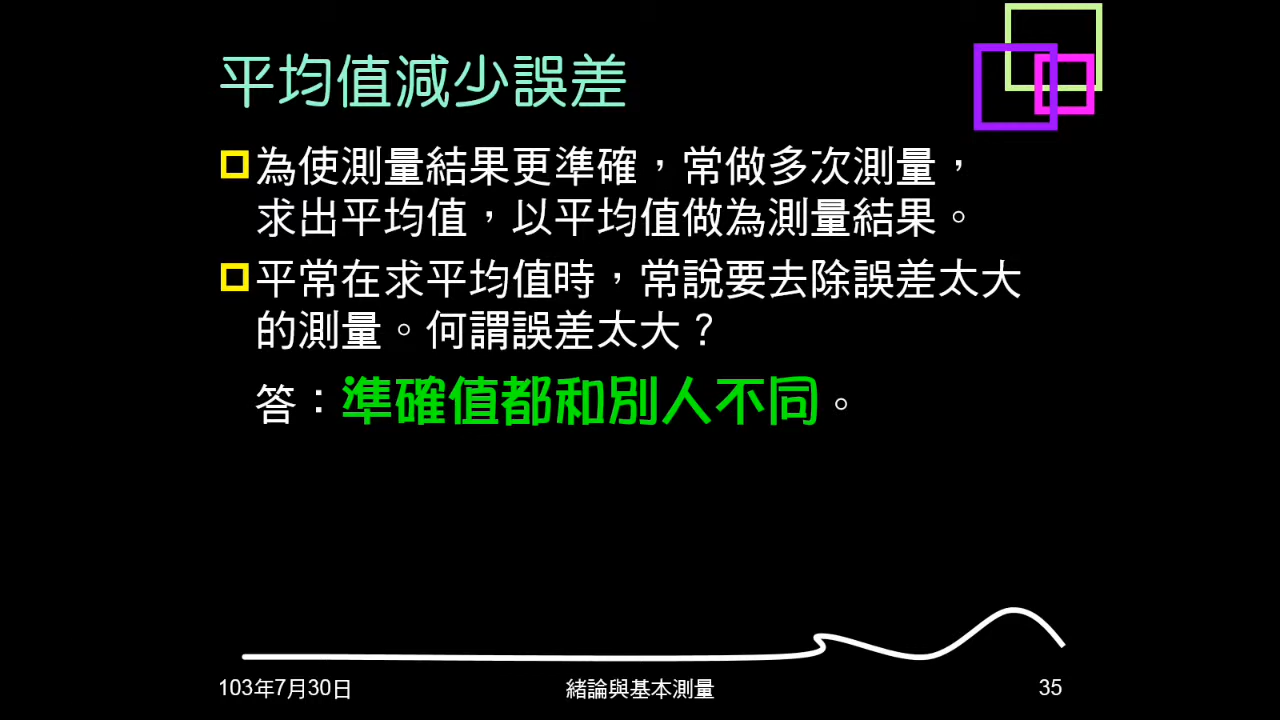 平均值減少誤差
為使測量結果更準確，常做多次測量，
求出平均值，以平均值做為測量結果。
平常在求平均值時，常說要去除誤差太大
的測量。何謂誤差太大？
答：準確值都和別人不同。
103年7月30日
緒論與基本測量
35